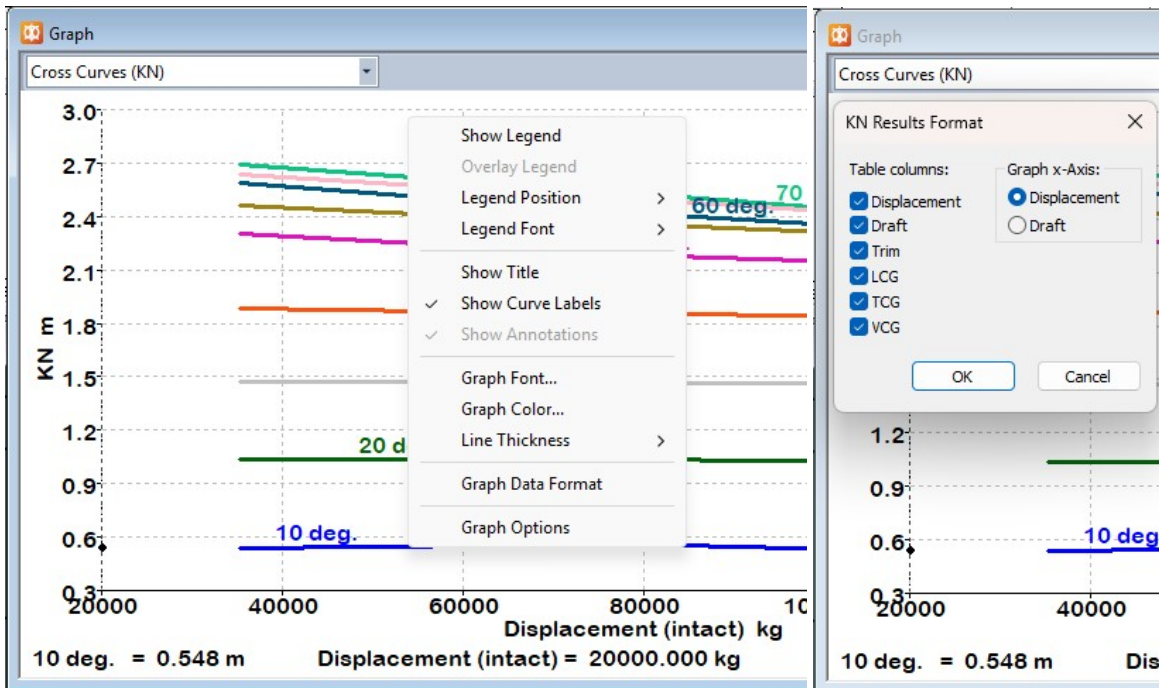 Graph
Cross Curves (KN)
3.0
2.7
2.4
2.1
1.8
1.5
1.2
0.9
0.6
0.3
KN m
70
60 deg.
20 d
10 deg.
Show Legend
Overlay Legend
Legend Position
Legend Font
Show Title
Show Curve Labels
Show Annotations
Graph Font...
Graph Color...
Line Thickness
Graph Data Format
Graph Options
20000 40000 60000 80000 10
Displacement (intact) kg
10 deg. = 0.548 m Displacement (intact) = 20000.000 kg
Graph
Cross Curves (KN)
KN Results Format
Table columns:
Displacement
Draft
Trim
LCG
TCG
VCG
Graph x-Axis:
Displacement
Draft
OK Cancel
1.2
0.9
0.6
0.3
10 deg
20000 40000
10 deg. = 0.548 m Dis